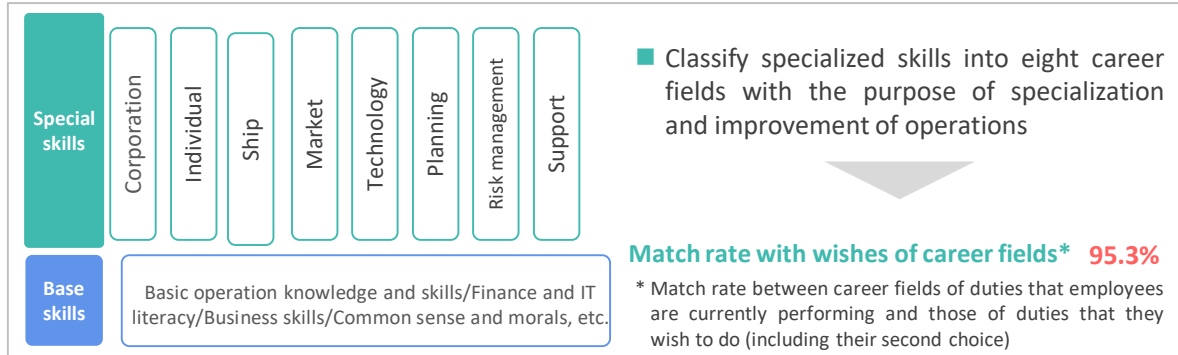 Special
skills
Corporation
Individual
Ship
Market
Technology
Planning
Risk management
Support
Base
skills
Basic operation knowledge and skills/Finance and IT
literacy/Business skills/Common sense and morals, etc.
Classify specialized skills into eight career
fields with the purpose of specialization
and improvement of operations
Match rate with wishes of career fields* 95.3%
* Match rate between career fields of duties that employees
are currently performing and those of duties that they
wish to do (including their second choice)